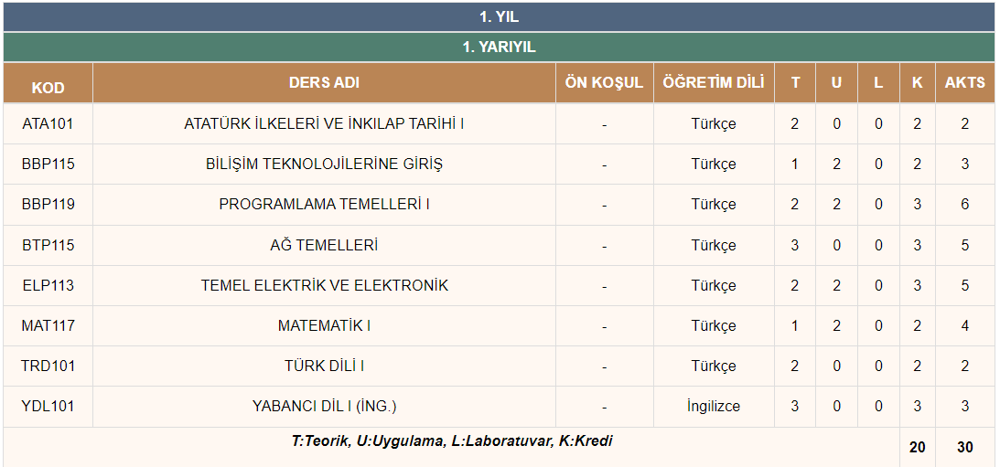 1. YIL
1. YARIYIL
KOD DERS ADI ÖN KOŞUL ÖĞRETİM DİLİ T U L K AKTS
ATA101 ATATÜRK İLKELERİ VE İNKILAP TARİHİ I - Türkçe 2 0 0 2 2
BBP115 BİLİŞİM TEKNOLOJİLERİNE GİRİŞ - Türkçe 1 2 0 2 3
BBP119 PROGRAMLAMA TEMELLERİ I - Türkçe 2 2 0 3 6
BTP115 AĞ TEMELLERİ - Türkçe 3 0 0 3 5
ELP113 TEMEL ELEKTRİK VE ELEKTRONİK - Türkçe 2 2 0 3 5
MAT117 MATEMATİK I - Türkçe 1 2 0 2 4
TRD101 TÜRK DİLİ I - Türkçe 2 0 0 2 2
YDL101 YABANCI DİL I (İNG.) - İngilizce 3 0 0 3 3
T:Teorik, U:Uygulama, L:Laboratuvar, K:Kredi 20 30